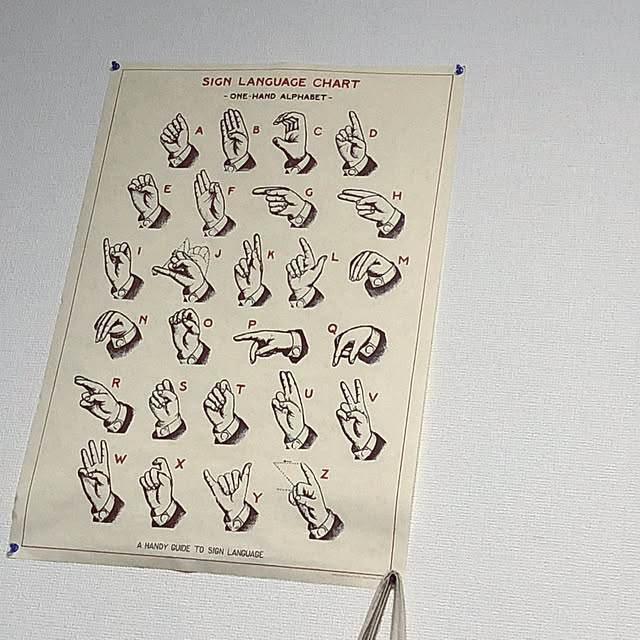 SIGN LANGUAGE CHART
-ONE-HAND ALPHABET-
A B C D
E F G H
I J K L M
N O P Q
R S T U V
W X Y Z
A HANDY GUIDE TO SIGN LANGUAGE